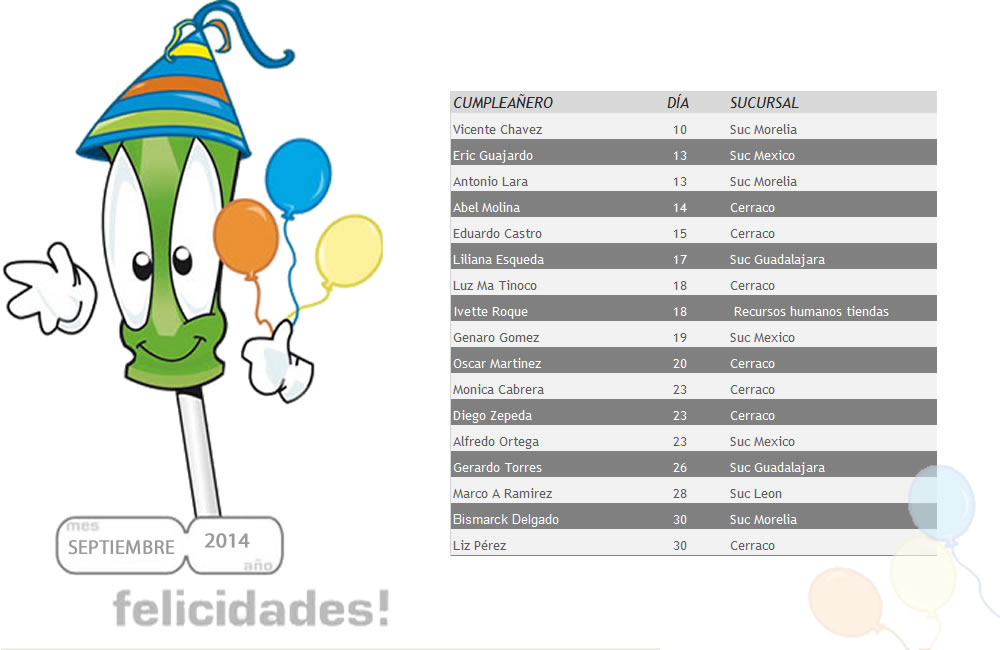 CUMPLEAÑERO DÍA SUCURSAL
Vicente Chavez 10 Suc Morelia
Eric Guajardo 13 Suc Mexico
Antonio Lara 13 Suc Morelia
Abel Molina 14 Cerraco
Eduardo Castro 15 Cerraco
Liliana Esqueda 17 Suc Guadalajara
Luz Ma Tinoco 18 Cerraco
Ivette Roque 18 Recursos humanos tiendas
Genaro Gomez 19 Suc Mexico
Oscar Martinez 20 Cerraco
Monica Cabrera 23 Cerraco
Diego Zepeda 23 Cerraco
Alfredo Ortega 23 Suc Mexico
Gerardo Torres 26 Suc Guadalajara
Marco A Ramirez 28 Suc Leon
Bismarck Delgado 30 Suc Morelia
Liz Pérez 30 Cerraco
mes
SEPTIEMBRE 2014
año
felicidades!